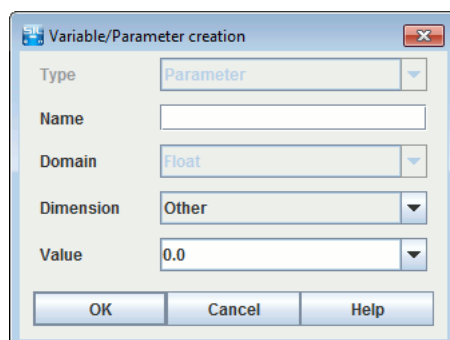 Variable/Parameter creation
Type Parameter
Name
Domain Float
Dimension Other
Value 0.0
OK Cancel Help